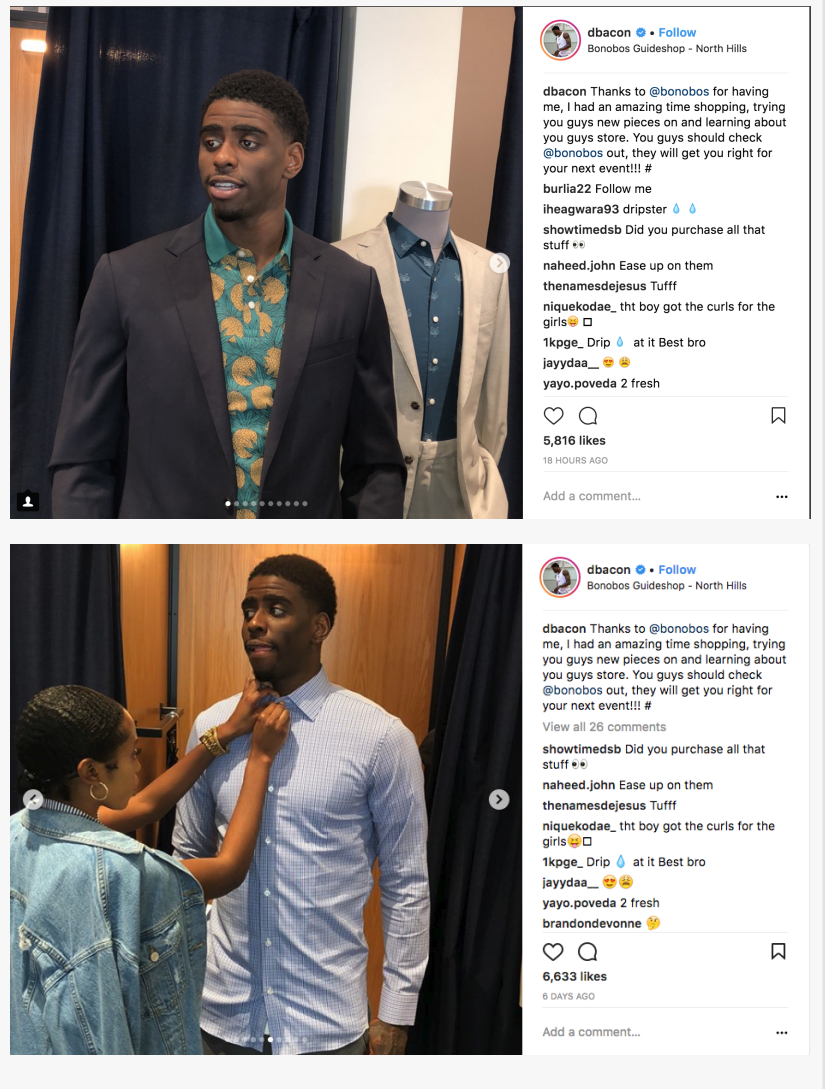 dbacon • Follow
Bonobos Guideshop - North Hills
dbacon Thanks to @bonobos for having
me, I had an amazing time shopping, trying
you guys new pieces on and learning about
you guys store. You guys should check
@bonobos out, they will get you right for
your next event!!! #
burlia22 Follow me
iheagwara93 dripster 💧 💧
showtimedsb Did you purchase all that
stuff 👀
naheed.john Ease up on them
thenamesdejesus Tufff
niquekodae_ tht boy got the curls for the
girls😝 □
1kpge_ Drip 💧 at it Best bro
jayydaa__ 😍 😩
yayo.poveda 2 fresh
5,816 likes
18 HOURS AGO
Add a comment...
dbacon • Follow
Bonobos Guideshop - North Hills
dbacon Thanks to @bonobos for having
me, I had an amazing time shopping, trying
you guys new pieces on and learning about
you guys store. You guys should check
@bonobos out, they will get you right for
your next event!!! #
View all 26 comments
showtimedsb Did you purchase all that
stuff 👀
naheed.john Ease up on them
thenamesdejesus Tufff
niquekodae_ tht boy got the curls for the
girls😝□
1kpge_ Drip 💧 at it Best bro
jayydaa__ 😍😩
yayo.poveda 2 fresh
brandondevonne 🤔
6,633 likes
6 DAYS AGO
Add a comment...